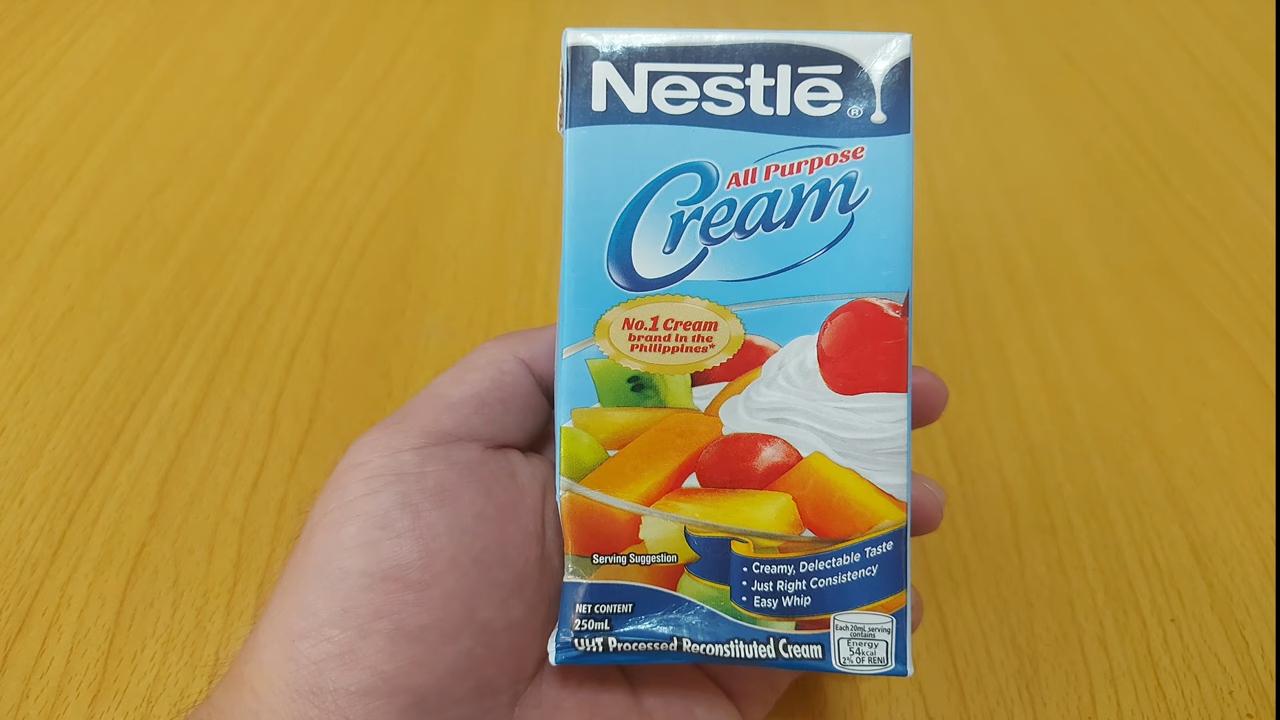 Nestlé®
All Purpose
Cream
No.1 Cream
brand in the
Philippines*
Serving Suggestion
• Creamy, Delectable Taste
• Just Right Consistency
• Easy Whip
NET CONTENT
250mL
UHT Processed Reconstituted Cream
Each 20mL serving
contains
Energy
54kcal
2% OF RENI